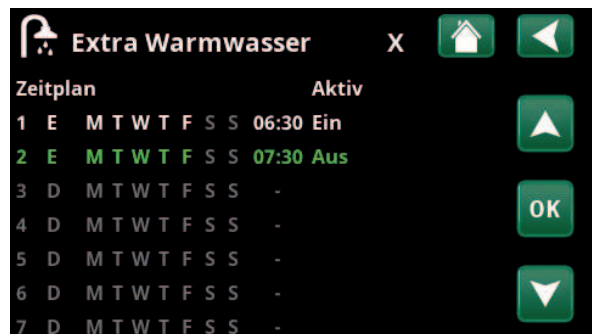 Extra Warmwasser X
Zeitplan Aktiv
1 E M T W T F S S 06:30 Ein
2 E M T W T F S S 07:30 Aus
3 D M T W T F S S -
4 D M T W T F S S -
OK
5 D M T W T F S S -
6 D M T W T F S S -
7 D M T W T F S S -